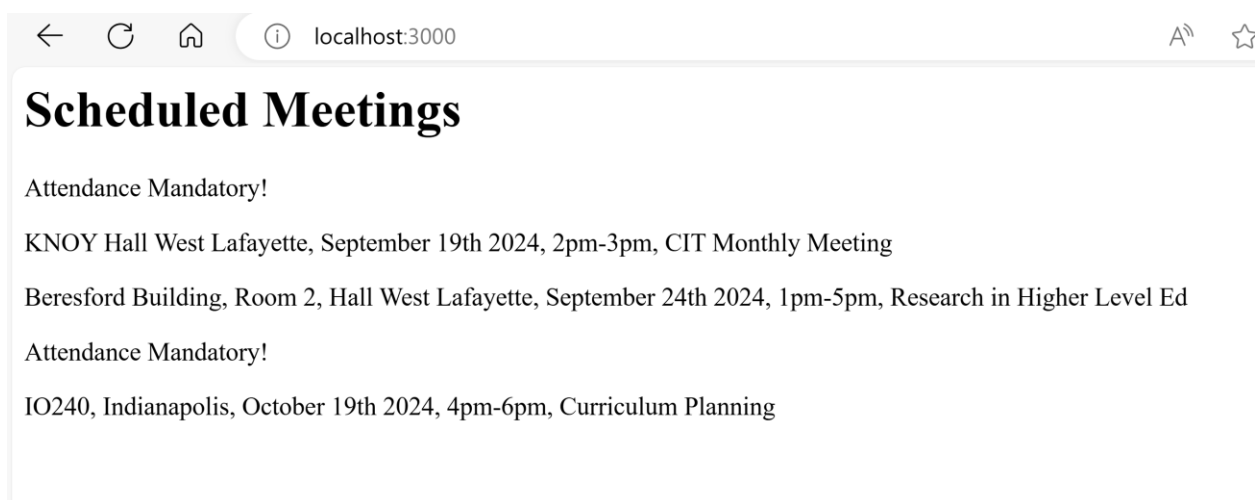 localhost:3000
Scheduled Meetings
Attendance Mandatory!
KNOY Hall West Lafayette, September 19th 2024, 2pm-3pm, CIT Monthly Meeting
Beresford Building, Room 2, Hall West Lafayette, September 24th 2024, 1pm-5pm, Research in Higher Level Ed
Attendance Mandatory!
IO240, Indianapolis, October 19th 2024, 4pm-6pm, Curriculum Planning